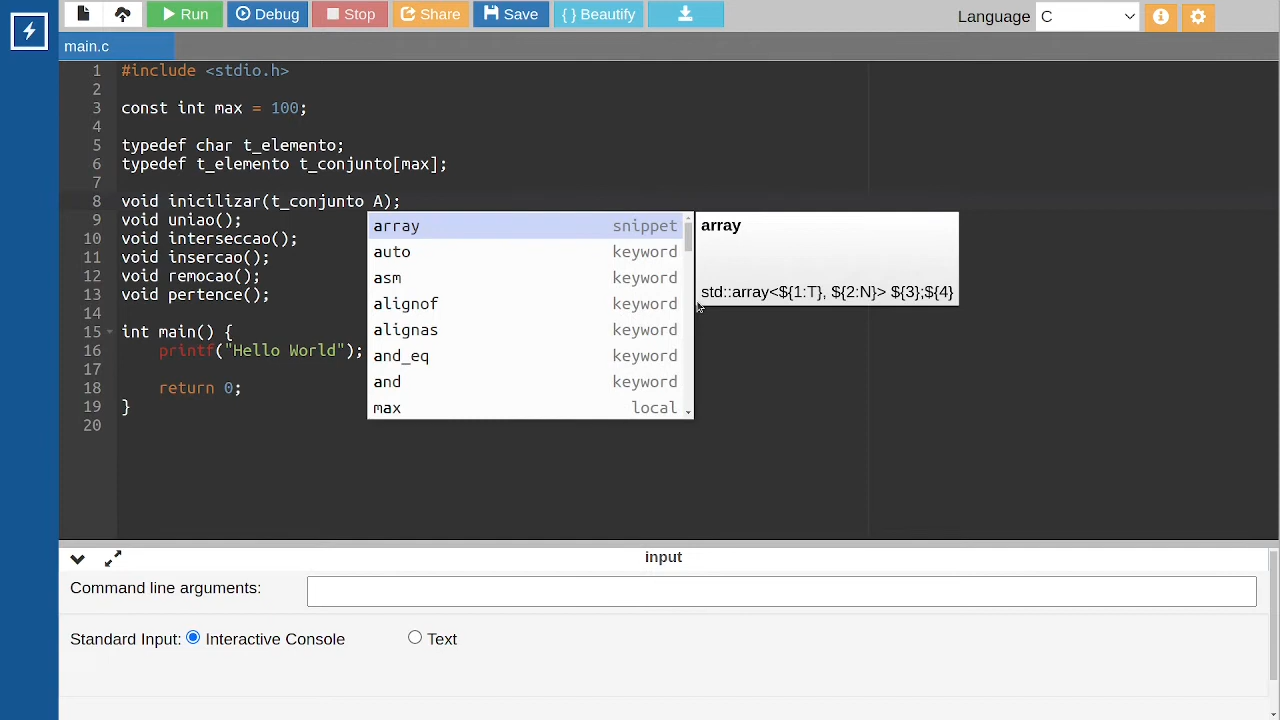 Run Debug Stop Share Save { } Beautify Language C
main.c
1 #include <stdio.h>
2
3 const int max = 100;
4
5 typedef char t_elemento;
6 typedef t_elemento t_conjunto[max];
7
8 void inicilizar(t_conjunto A);
9 void uniao();
10 void interseccao();
11 void insercao();
12 void remocao();
13 void pertence();
14
15 int main() {
16 printf("Hello World");
17
18 return 0;
19 }
20
array snippet
auto keyword
asm keyword
alignof keyword
alignas keyword
and_eq keyword
and keyword
max local
array
std::array<${1:T}, ${2:N}> ${3};${4}
input
Command line arguments:
Standard Input: Interactive Console Text